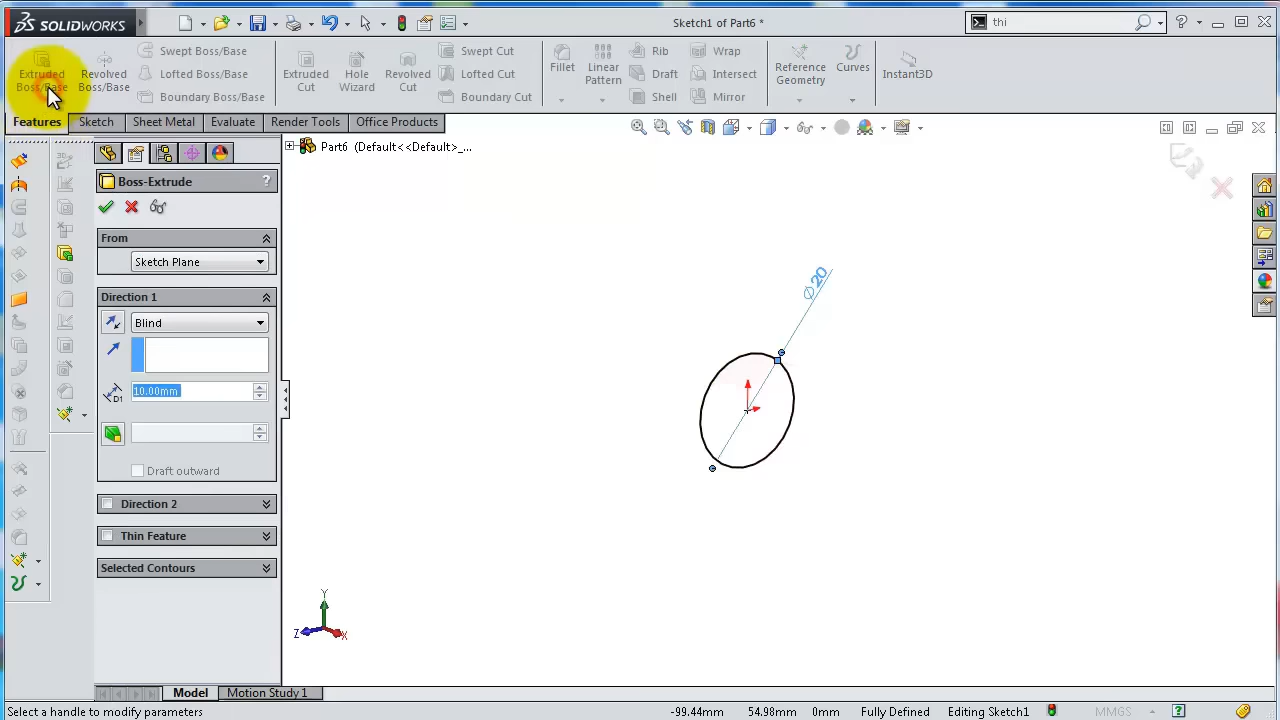 SOLIDWORKS
Sketch1 of Part6 *
thi
Extruded Boss/Base
Revolved Boss/Base
Swept Boss/Base
Lofted Boss/Base
Boundary Boss/Base
Extruded Cut
Hole Wizard
Revolved Cut
Swept Cut
Lofted Cut
Boundary Cut
Fillet
Linear Pattern
Rib
Draft
Shell
Wrap
Intersect
Mirror
Reference Geometry
Curves
Instant3D
Features
Sketch
Sheet Metal
Evaluate
Render Tools
Office Products
Part6 (Default<<Default>_...
Boss-Extrude
?
From
Sketch Plane
Direction 1
Blind
D1
10.00mm
Draft outward
Direction 2
Thin Feature
Selected Contours
∅20
Y
Z
X
Model
Motion Study 1
Select a handle to modify parameters
-99.44mm
54.98mm
0mm
Fully Defined
Editing Sketch1
MMGS
?